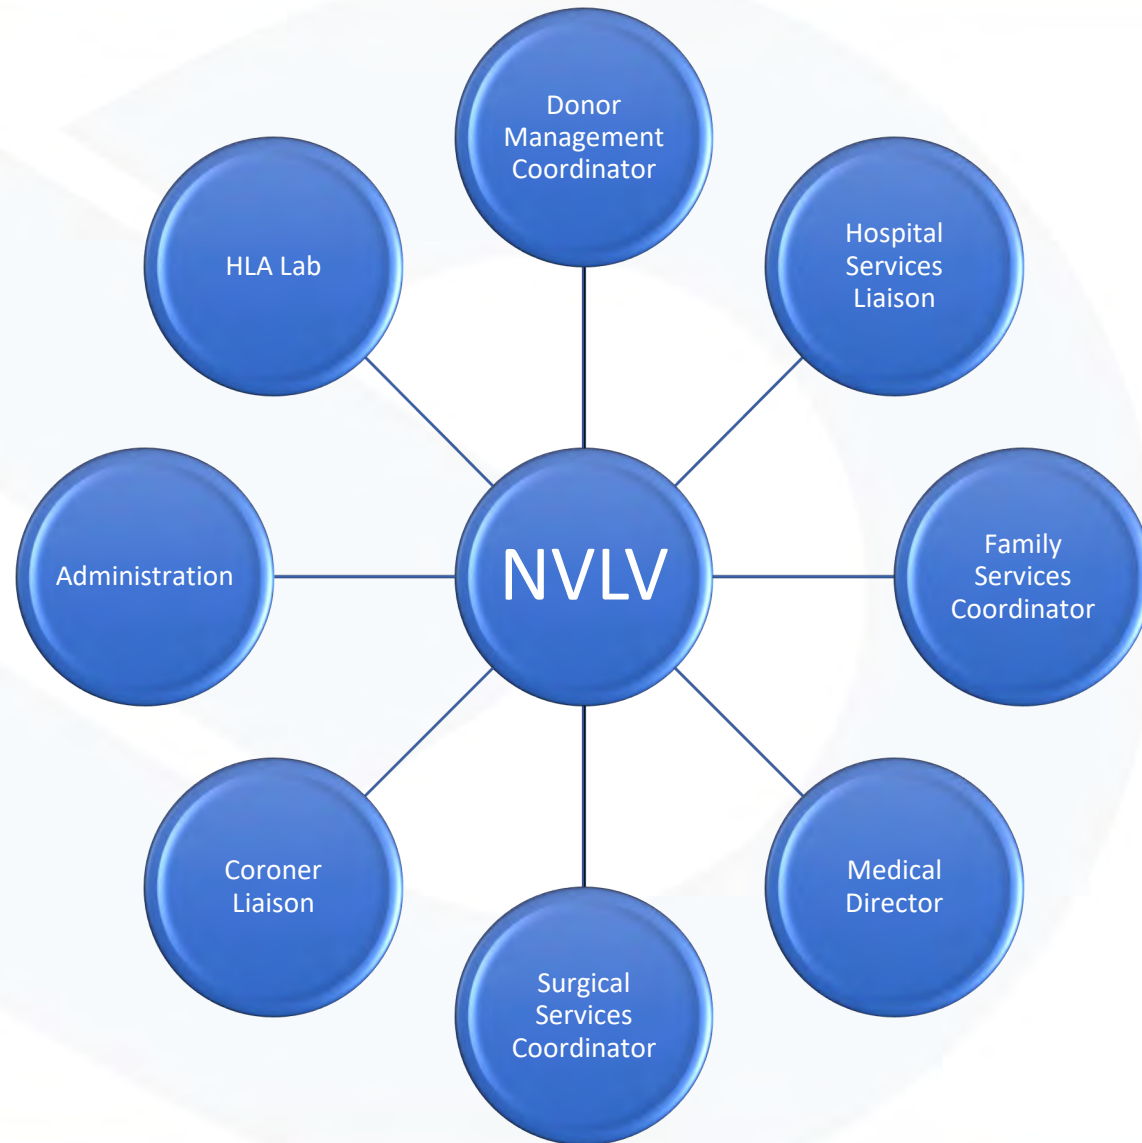 Donor
Management
Coordinator
Hospital
Services
Liaison
Family
Services
Coordinator
Medical
Director
Surgical
Services
Coordinator
Coroner
Liaison
Administration
HLA Lab
NVLV